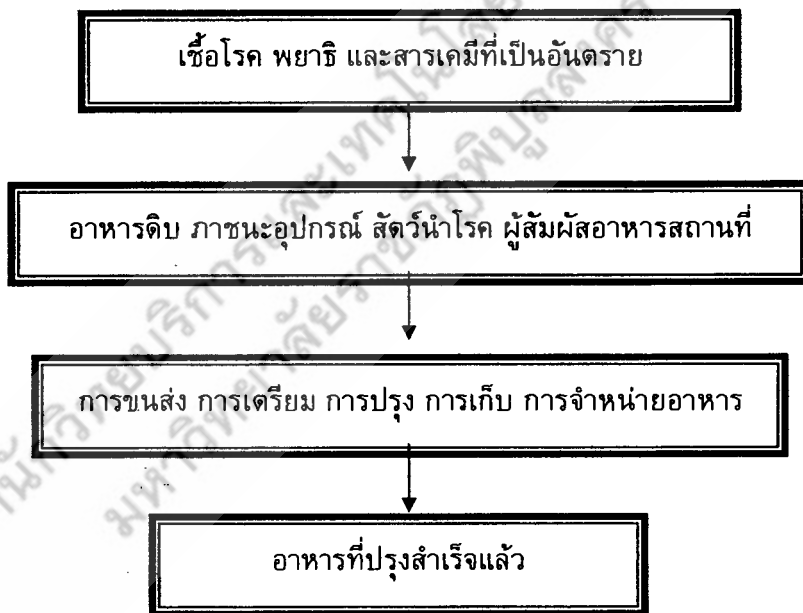 เชื้อโรค พยาธิ และสารเคมีที่เป็นอันตราย
อาหารดิบ ภาชนะอุปกรณ์ สัตว์นำโรค ผู้สัมผัสอาหารสถานที่
การขนส่ง การเตรียม การปรุง การเก็บ การจำหน่ายอาหาร
อาหารที่ปรุงสำเร็จแล้ว